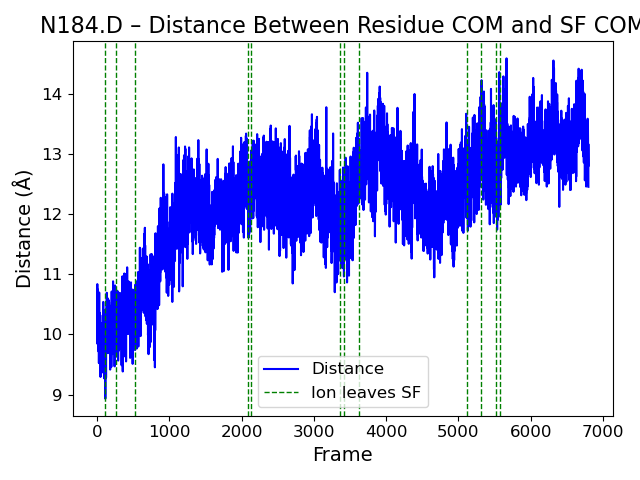 N184.D – Distance Between Residue COM and SF COM
Distance (Å)
14
13
12
11
10
9
Distance
Ion leaves SF
0 1000 2000 3000 4000 5000 6000 7000
Frame